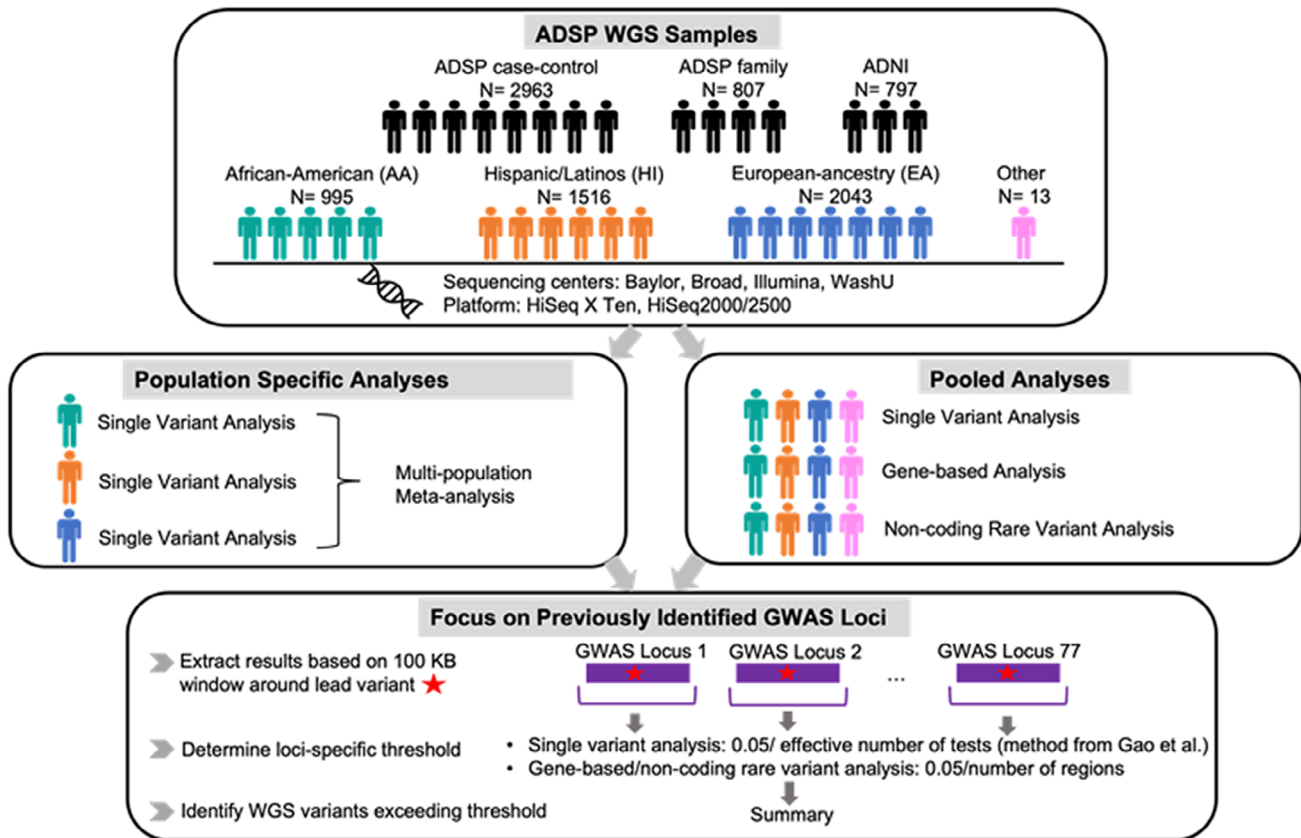 ADSP WGS Samples
ADSP case-control
N= 2963
ADSP family
N= 807
ADNI
N= 797
African-American (AA)
N= 995
Hispanic/Latinos (HI)
N= 1516
European-ancestry (EA)
N= 2043
Other
N= 13
Sequencing centers: Baylor, Broad, Illumina, WashU
Platform: HiSeq X Ten, HiSeq2000/2500
Population Specific Analyses
Single Variant Analysis
Single Variant Analysis
Single Variant Analysis
Multi-population
Meta-analysis
Pooled Analyses
Single Variant Analysis
Gene-based Analysis
Non-coding Rare Variant Analysis
Focus on Previously Identified GWAS Loci
Extract results based on 100 KB
window around lead variant
GWAS Locus 1
GWAS Locus 2
...
GWAS Locus 77
Determine loci-specific threshold
• Single variant analysis: 0.05/ effective number of tests (method from Gao et al.)
• Gene-based/non-coding rare variant analysis: 0.05/number of regions
Identify WGS variants exceeding threshold
Summary